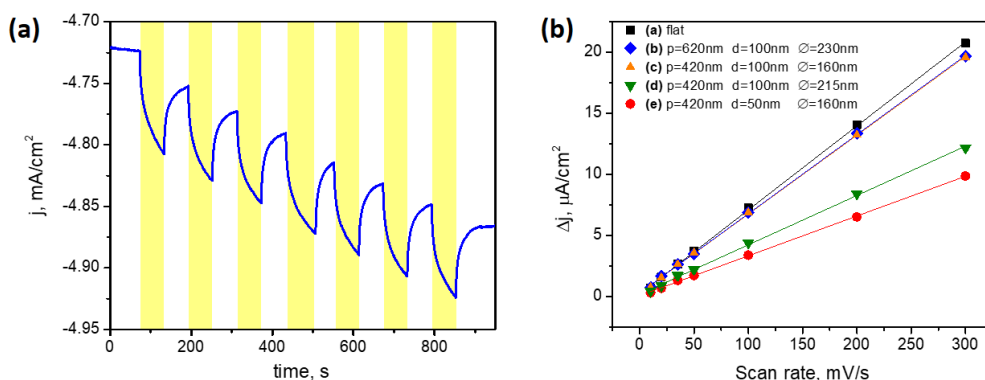 (a)
-4.70
-4.75
-4.80
-4.85
-4.90
-4.95
j, mA/cm²
0
200
400
600
800
time, s
(b)
(a) flat
(b) p=620nm d=100nm ∅=230nm
(c) p=420nm d=100nm ∅=160nm
(d) p=420nm d=100nm ∅=215nm
(e) p=420nm d=50nm ∅=160nm
20
15
10
5
0
Δj, μA/cm²
0
50
100
150
200
250
300
Scan rate, mV/s